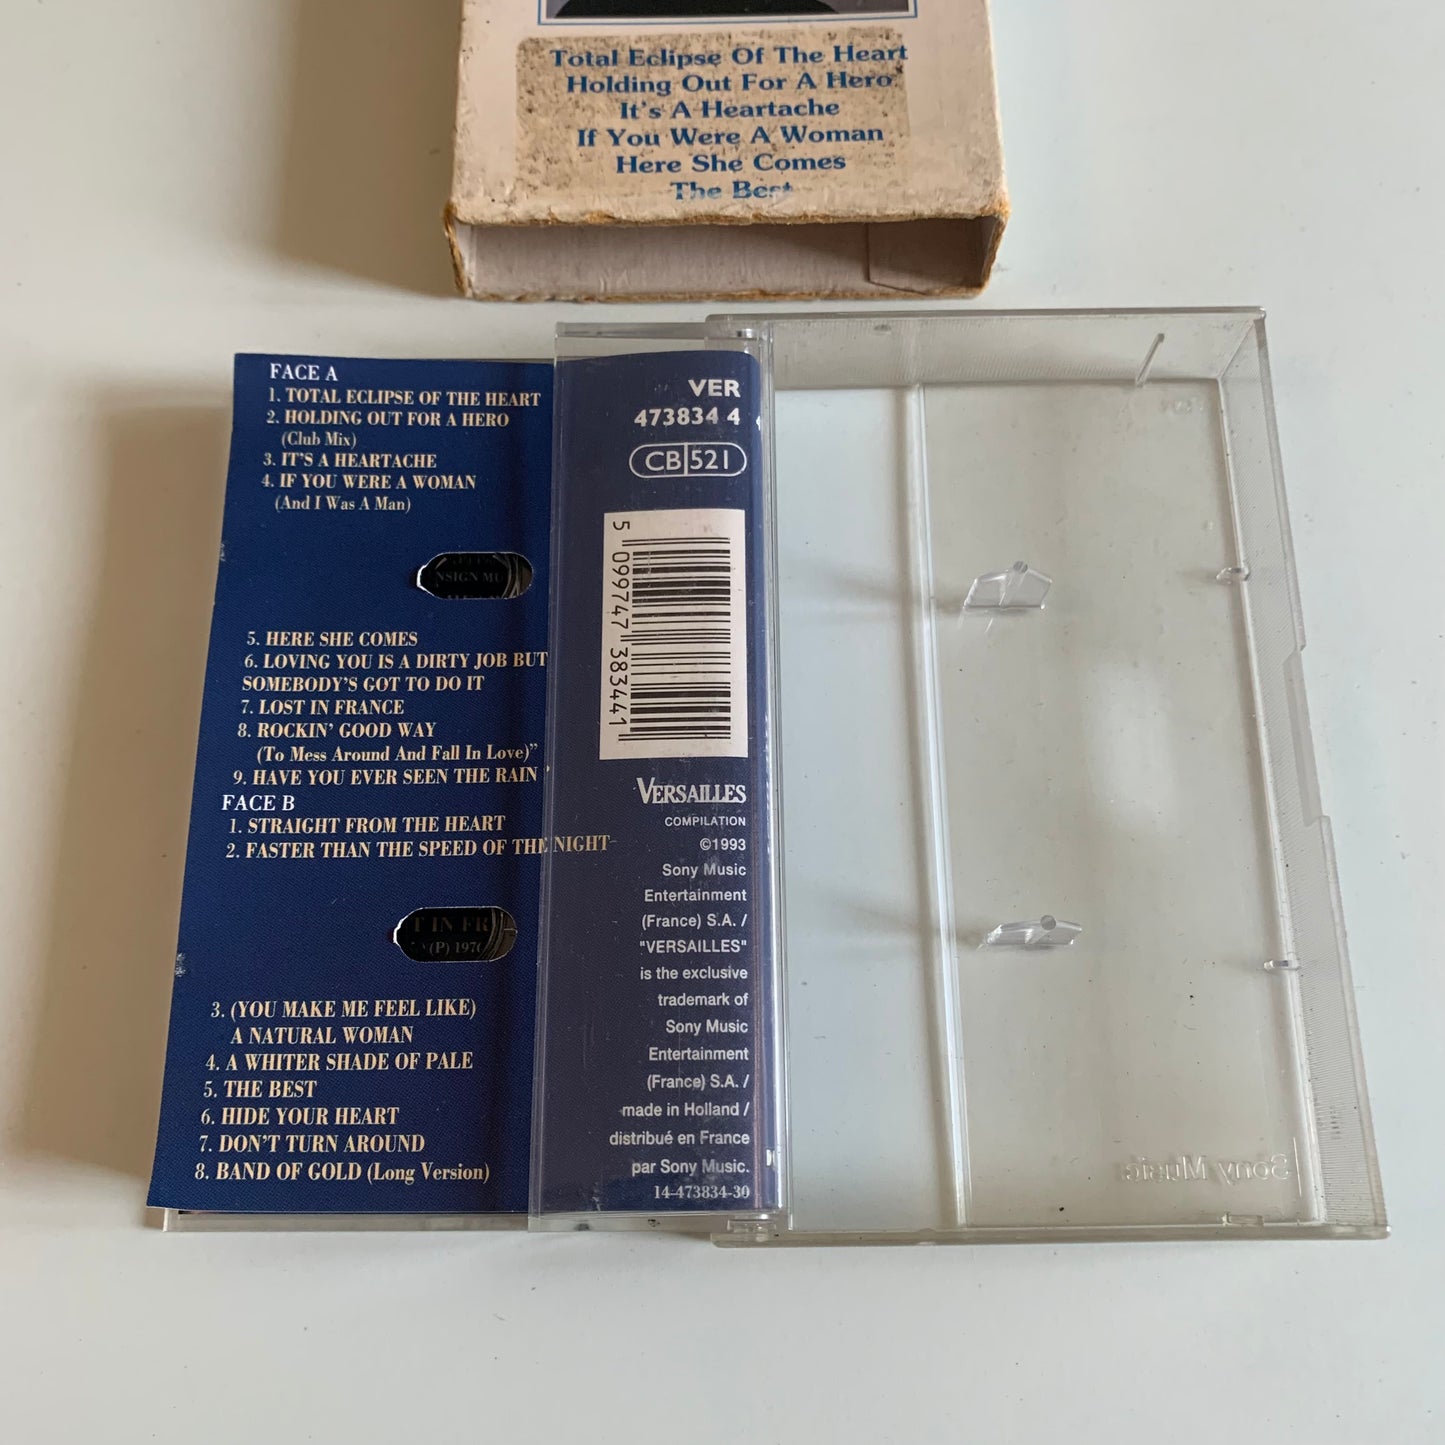 Total Eclipse Of The Heart
Holding Out For A Hero
It's A Heartache
If You Were A Woman
Here She Comes
The Best
FACE A
1. TOTAL ECLIPSE OF THE HEART
2. HOLDING OUT FOR A HERO
(Club Mix)
3. IT'S A HEARTACHE
4. IF YOU WERE A WOMAN
(And I Was A Man)
NSIGN MU
5. HERE SHE COMES
6. LOVING YOU IS A DIRTY JOB BUT
SOMEBODY'S GOT TO DO IT
7. LOST IN FRANCE
8. ROCKIN' GOOD WAY
(To Mess Around And Fall In Love)"
9. HAVE YOU EVER SEEN THE RAIN
FACE B
1. STRAIGHT FROM THE HEART
2. FASTER THAN THE SPEED OF THE NIGHT
T IN FR
(P) 197
3. (YOU MAKE ME FEEL LIKE)
A NATURAL WOMAN
4. A WHITER SHADE OF PALE
5. THE BEST
6. HIDE YOUR HEART
7. DON'T TURN AROUND
8. BAND OF GOLD (Long Version)
VER
473834 4
CB 521
5 099747 383441
VERSAILLES
COMPILATION
©1993
Sony Music
Entertainment
(France) S.A. /
"VERSAILLES"
is the exclusive
trademark of
Sony Music
Entertainment
(France) S.A. /
made in Holland /
distribué en France
par Sony Music.
14-473834-30
Sony Music